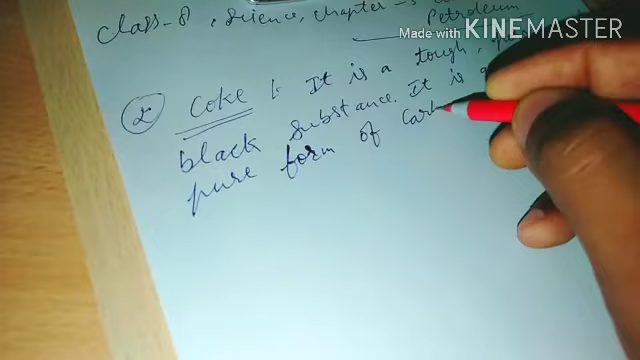 Made with KINEMASTER
Class-8, Science, Chapter-5
Petroleum
② Coke :- It is a tough,
black substance. It is
pure form of Carb